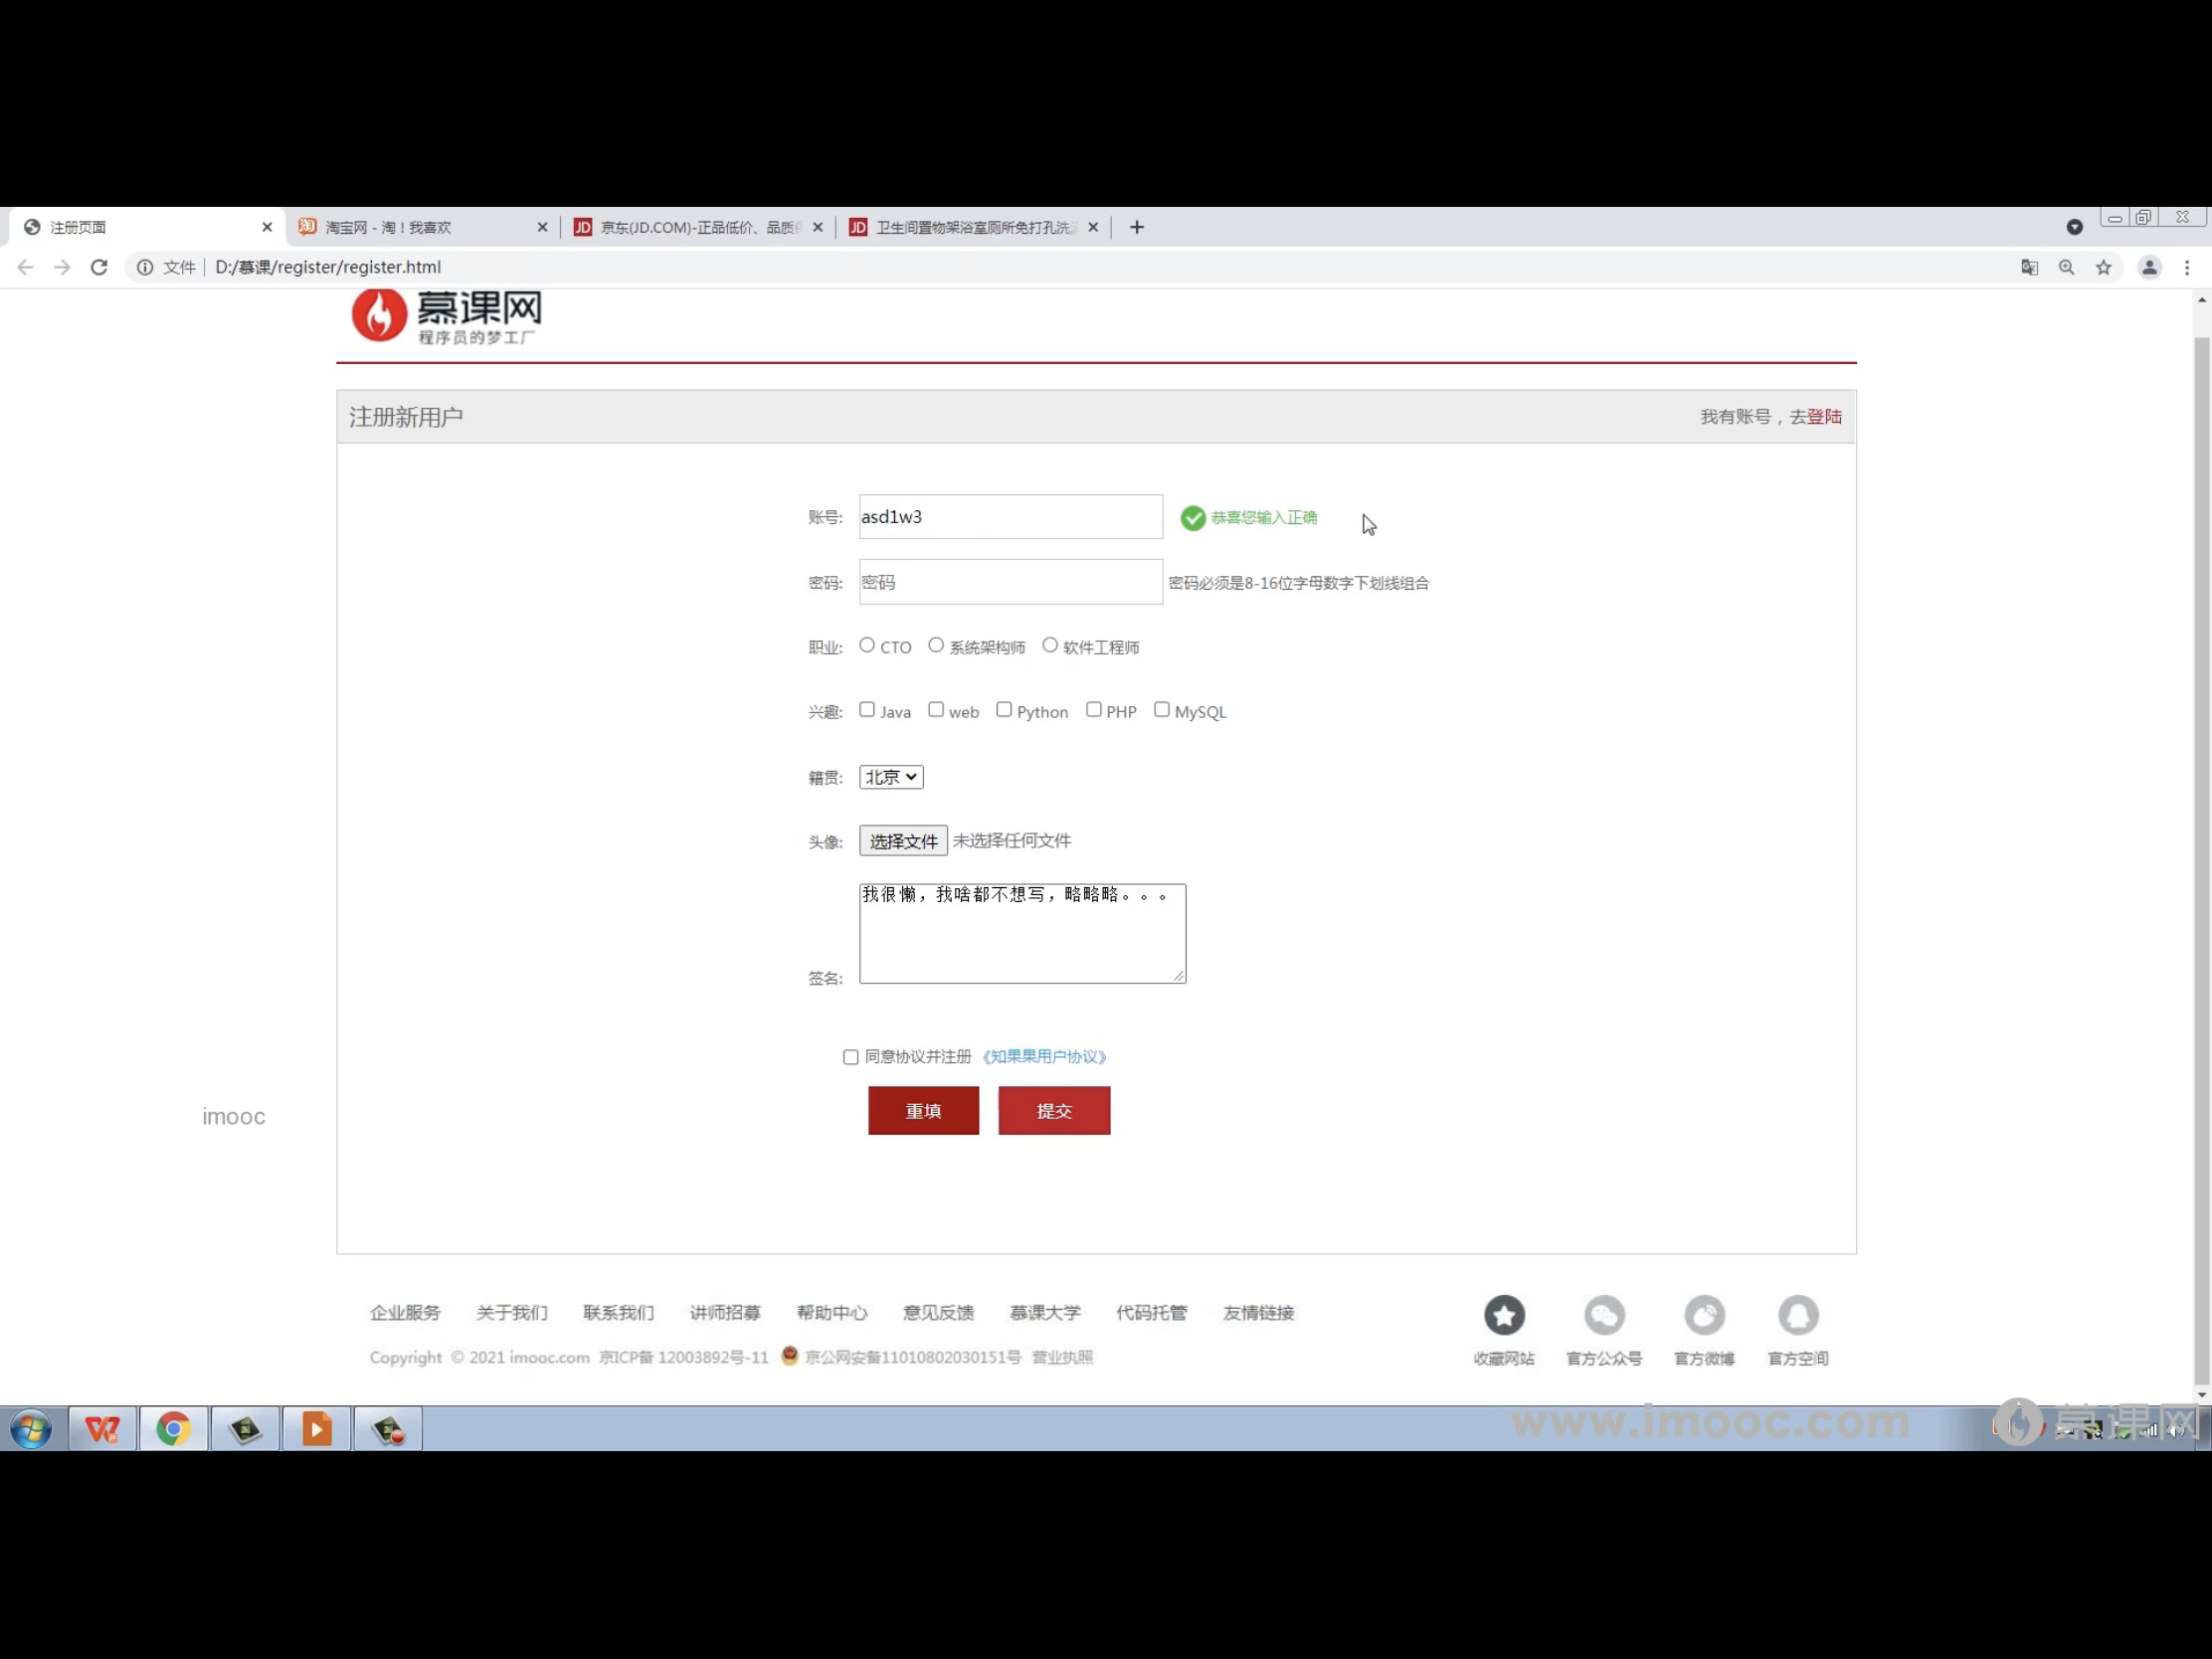 注册页面
淘宝网 - 淘！我喜欢
JD 京东(JD.COM)-正品低价、品质
JD 卫生间置物架浴室厕所免打孔洗
文件 D:/慕课/register/register.html
慕课网
程序员的梦工厂
注册新用户 我有账号，去登陆
账号: asd1w3 恭喜您输入正确
密码: 密码 密码必须是8-16位字母数字下划线组合
职业: CTO 系统架构师 软件工程师
兴趣: Java web Python PHP MySQL
籍贯: 北京
头像: 选择文件 未选择任何文件
我很懒，我啥都不想写，略略略。。。
签名:
同意协议并注册 《知果果用户协议》
重填 提交
imooc
企业服务 关于我们 联系我们 讲师招募 帮助中心 意见反馈 慕课大学 代码托管 友情链接
Copyright © 2021 imooc.com 京ICP备 12003892号-11 京公网安备11010802030151号 营业执照
收藏网站 官方公众号 官方微博 官方空间
www.imooc.com 慕课网